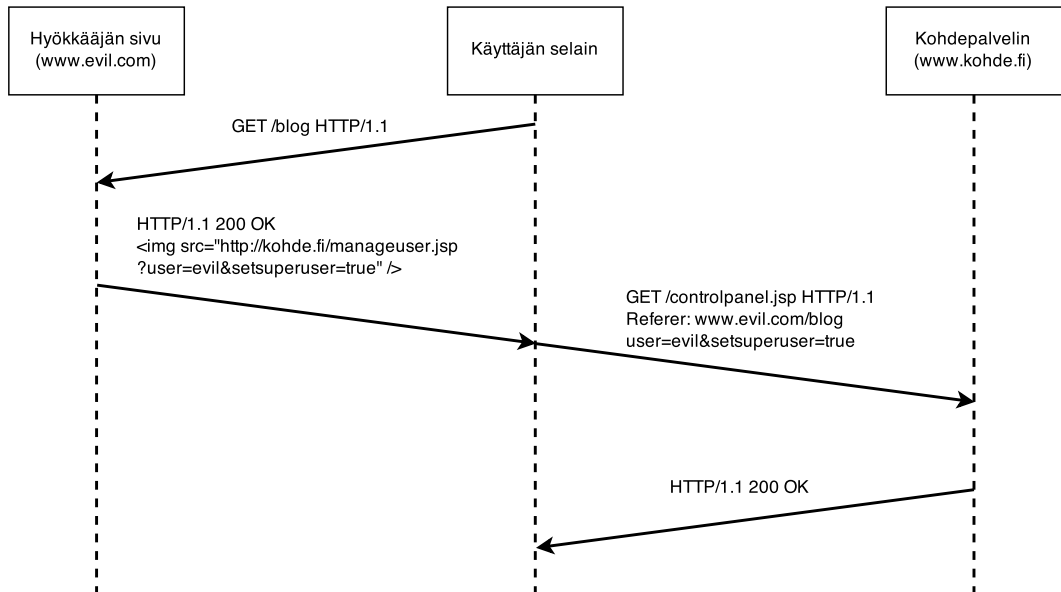 Hyökkääjän sivu
(www.evil.com)
Käyttäjän selain
Kohdepalvelin
(www.kohde.fi)
GET /blog HTTP/1.1
HTTP/1.1 200 OK
<img src="http://kohde.fi/manageuser.jsp
?user=evil&setsuperuser=true" />
GET /controlpanel.jsp HTTP/1.1
Referer: www.evil.com/blog
user=evil&setsuperuser=true
HTTP/1.1 200 OK